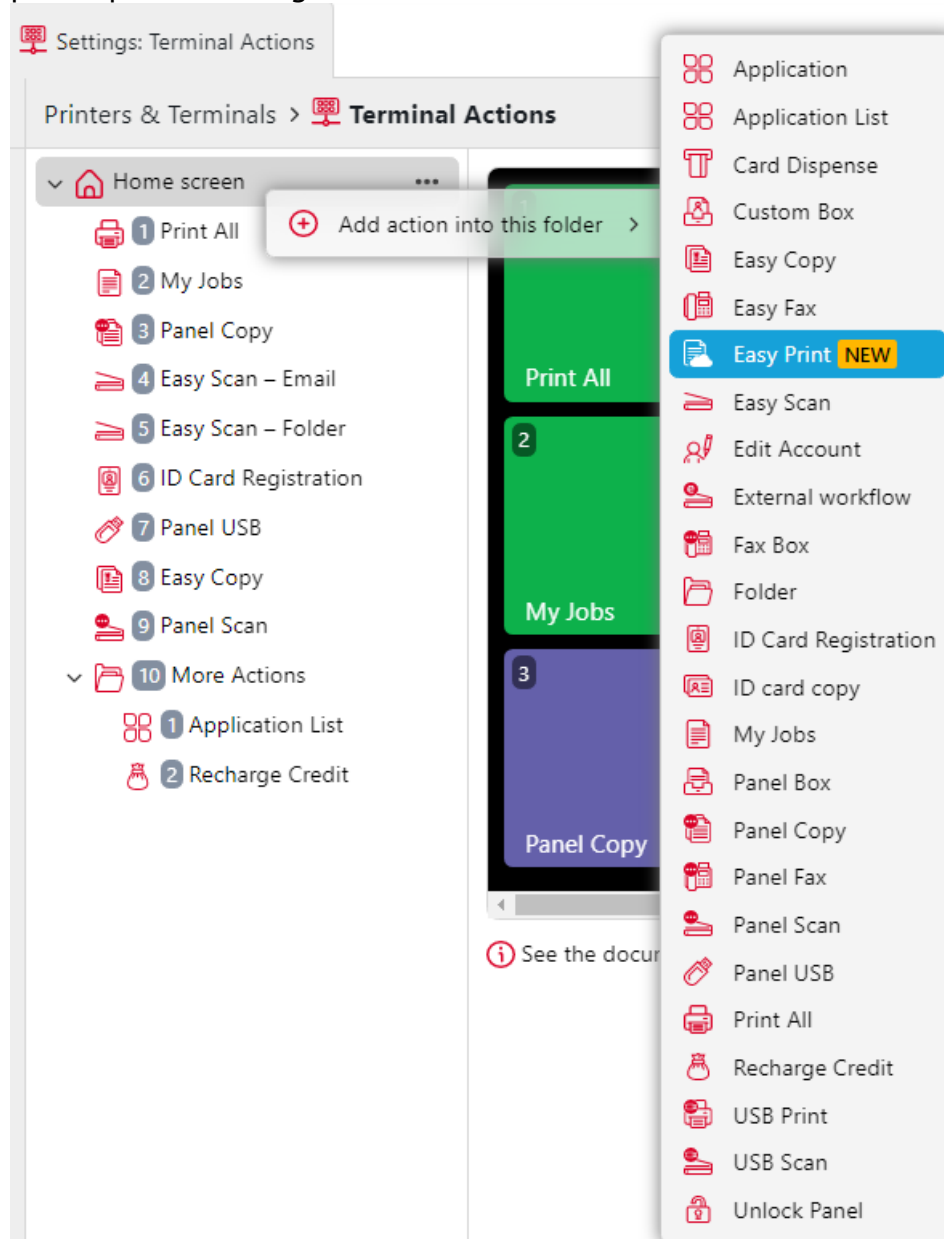 Settings: Terminal Actions
Printers & Terminals > Terminal Actions
Home screen
1 Print All
2 My Jobs
3 Panel Copy
4 Easy Scan – Email
5 Easy Scan – Folder
6 ID Card Registration
7 Panel USB
8 Easy Copy
9 Panel Scan
10 More Actions
1 Application List
2 Recharge Credit
Add action into this folder >
1
Print All
2
My Jobs
3
Panel Copy
See the
Application
Application List
Card Dispense
Custom Box
Easy Copy
Easy Fax
Easy Print NEW
Easy Scan
Edit Account
External workflow
Fax Box
Folder
ID Card Registration
ID card copy
My Jobs
Panel Box
Panel Copy
Panel Fax
Panel Scan
Panel USB
Print All
Recharge Credit
USB Print
USB Scan
Unlock Panel